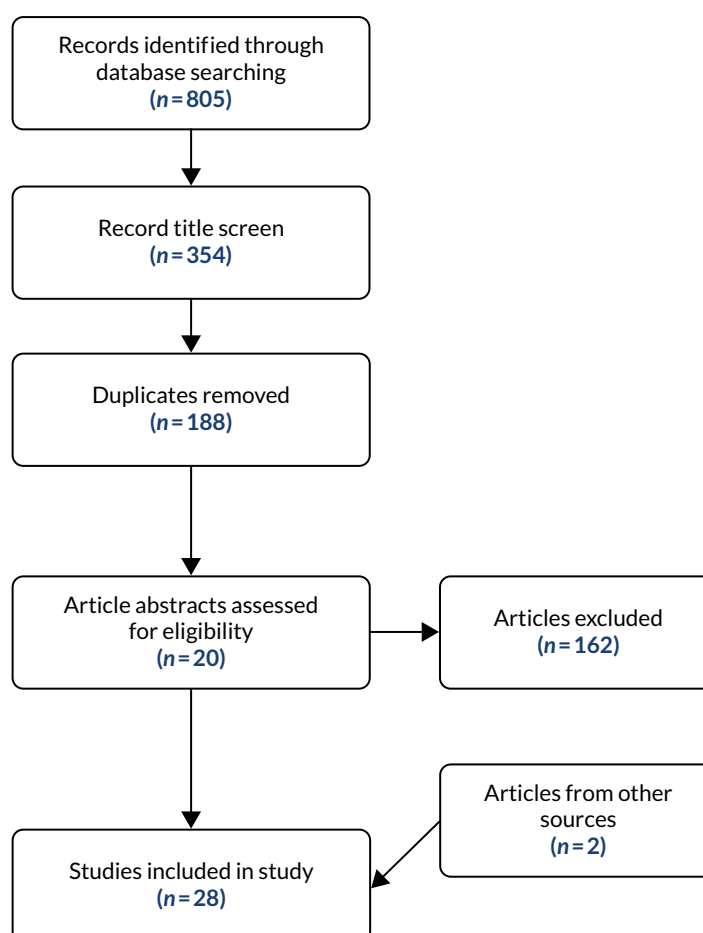 Records identified through
database searching
(n=805)
Record title screen
(n=354)
Duplicates removed
(n=188)
Article abstracts assessed
for eligibility
(n=20)
Articles excluded
(n=162)
Articles from other
sources
(n=2)
Studies included in study
(n=28)